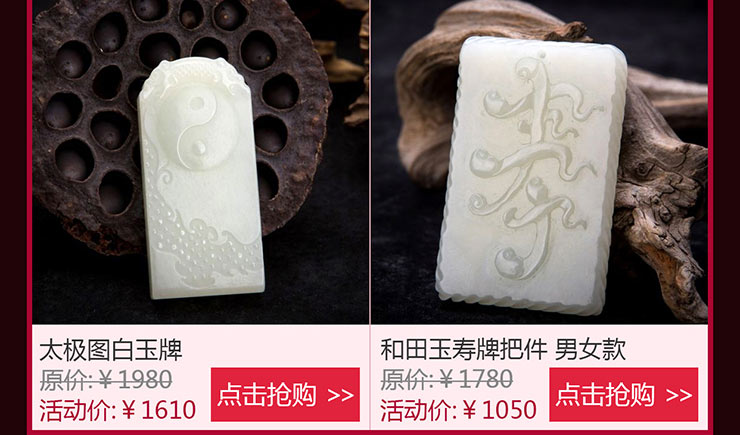 寿
太极图白玉牌
原价:¥1980
活动价:¥1610
点击抢购 >>
和田玉寿牌把件 男女款
原价:¥1780
活动价:¥1050
点击抢购 >>